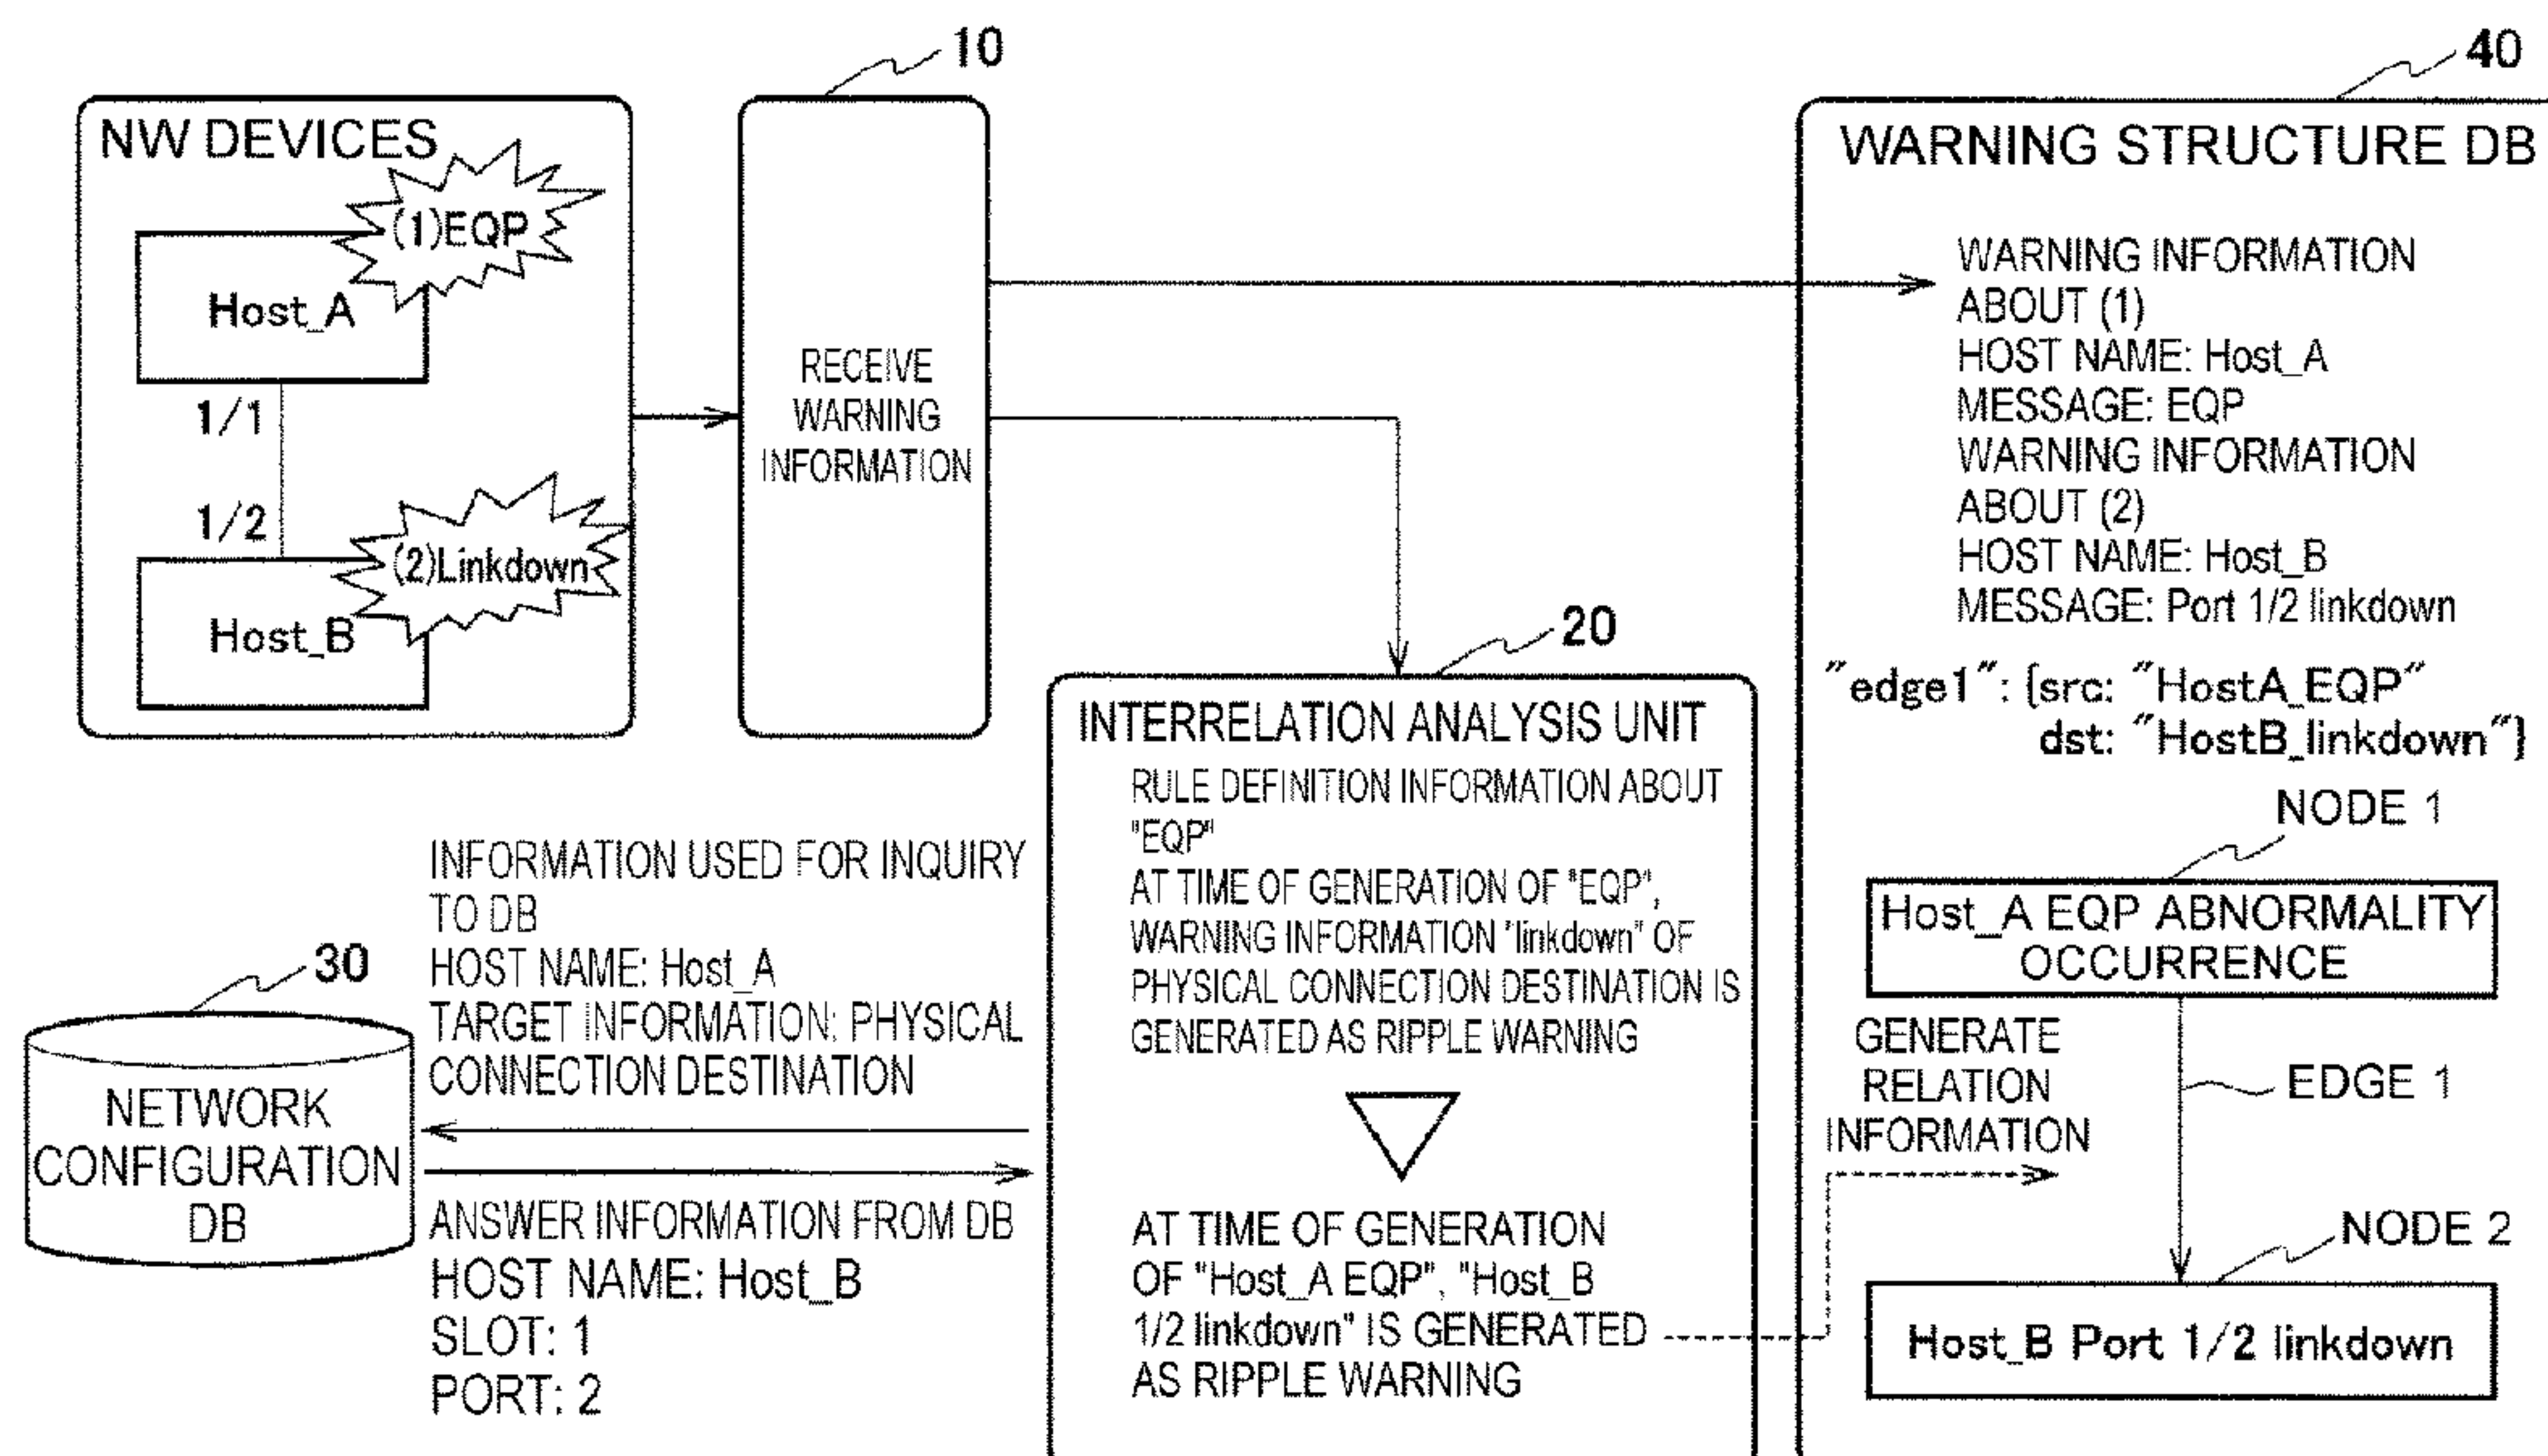 10
40
NW DEVICES
(1)EQP
Host_A
1/1
1/2
(2)Linkdown
Host_B
RECEIVE
WARNING
INFORMATION
WARNING STRUCTURE DB
WARNING INFORMATION
ABOUT (1)
HOST NAME: Host_A
MESSAGE: EQP
WARNING INFORMATION
ABOUT (2)
HOST NAME: Host_B
MESSAGE: Port 1/2 linkdown
"edge1": {src: "HostA_EQP"
dst: "HostB_linkdown"}
20
INTERRELATION ANALYSIS UNIT
RULE DEFINITION INFORMATION ABOUT
"EQP"
AT TIME OF GENERATION OF "EQP",
WARNING INFORMATION "linkdown" OF
PHYSICAL CONNECTION DESTINATION IS
GENERATED AS RIPPLE WARNING
AT TIME OF GENERATION
OF "Host_A EQP", "Host_B
1/2 linkdown" IS GENERATED
AS RIPPLE WARNING
INFORMATION USED FOR INQUIRY
TO DB
HOST NAME: Host_A
TARGET INFORMATION: PHYSICAL
CONNECTION DESTINATION
30
NETWORK
CONFIGURATION
DB
ANSWER INFORMATION FROM DB
HOST NAME: Host_B
SLOT: 1
PORT: 2
NODE 1
Host_A EQP ABNORMALITY
OCCURRENCE
GENERATE
RELATION
INFORMATION
EDGE 1
NODE 2
Host_B Port 1/2 linkdown